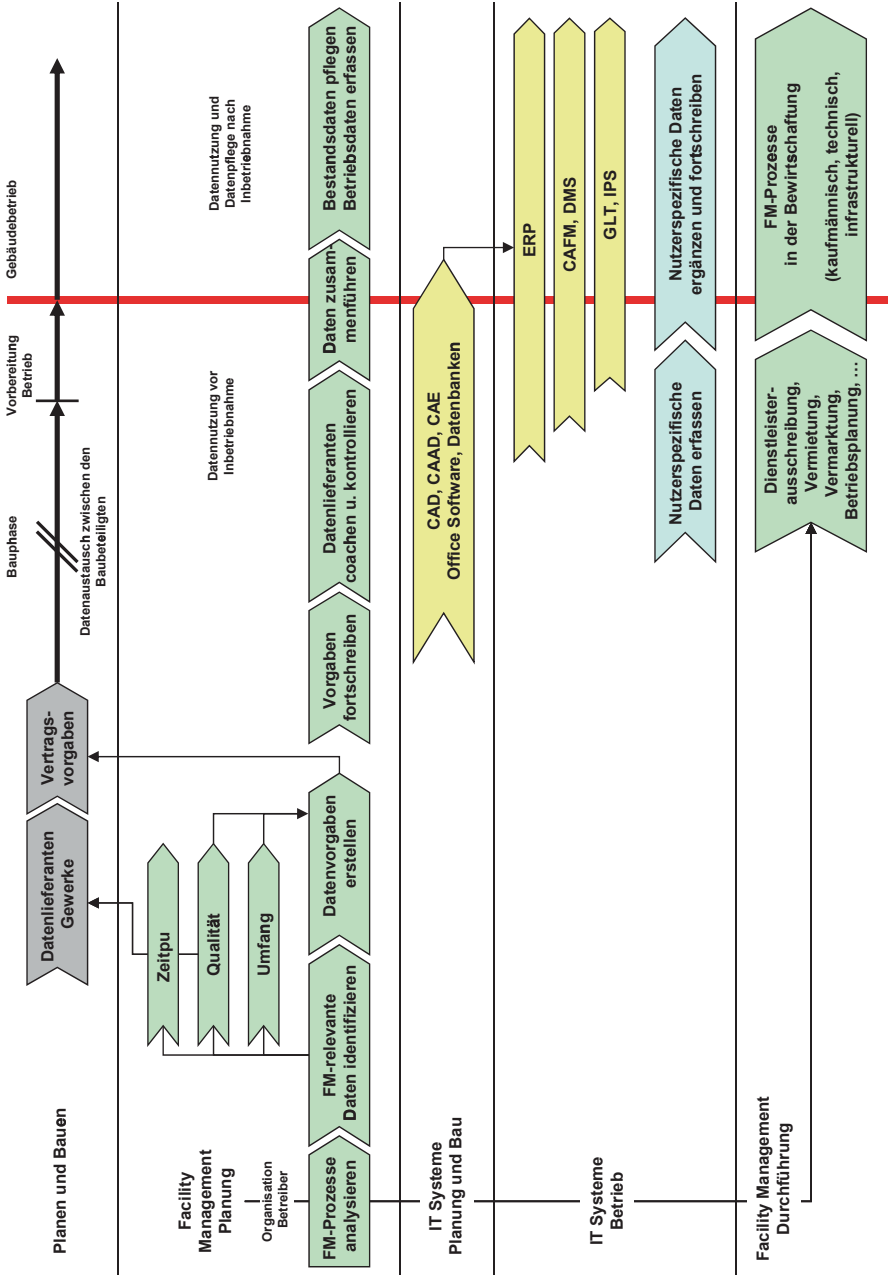 Planen und Bauen
Datenlieferanten
Gewerke
Vertrags-
vorgaben
Bauphase
Datenaustausch zwischen den
Baubeteiligten
Vorbereitung
Betrieb
Gebäudebetrieb
Facility
Management
Planung
Organisation
Betreiber
Zeitpu
Qualität
Umfang
Datennutzung vor
Inbetriebnahme
Datennutzung und
Datenpflege nach
Inbetriebnahme
FM-Prozesse
analysieren
FM-relevante
Daten identifizieren
Datenvorgaben
erstellen
Vorgaben
fortschreiben
Datenlieferanten
coachen u. kontrollieren
Daten zusam-
menführen
Bestandsdaten pflegen
Betriebsdaten erfassen
IT Systeme
Planung und Bau
CAD, CAAD, CAE
Office Software, Datenbanken
IT Systeme
Betrieb
ERP
CAFM, DMS
GLT, IPS
Nutzerspezifische
Daten erfassen
Nutzerspezifische Daten
ergänzen und fortschreiben
Facility Management
Durchführung
Dienstleister-
ausschreibung,
Vermietung,
Vermarktung,
Betriebsplanung, ...
FM-Prozesse
in der Bewirtschaftung
(kaufmännisch, technisch,
infrastrukturell)